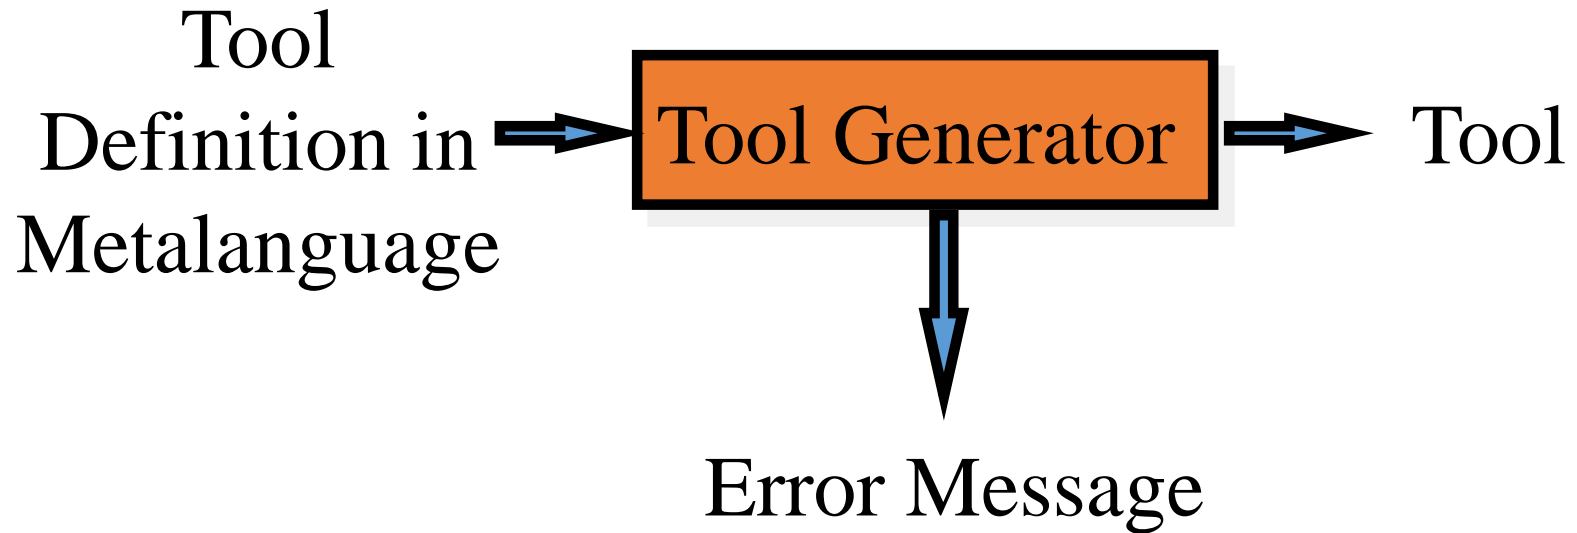 Tool
Definition in
Metalanguage
Tool Generator
Tool
Error Message